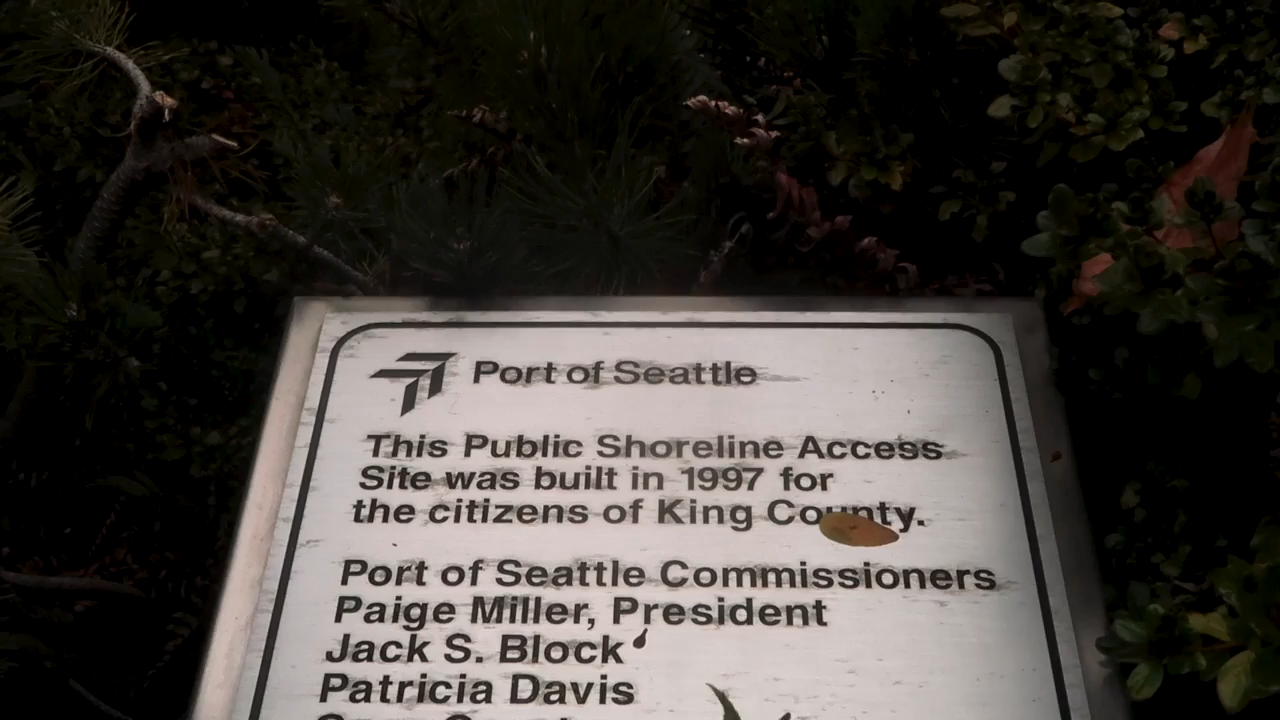 Port of Seattle
This Public Shoreline Access
Site was built in 1997 for
the citizens of King County.
Port of Seattle Commissioners
Paige Miller, President
Jack S. Block
Patricia Davis